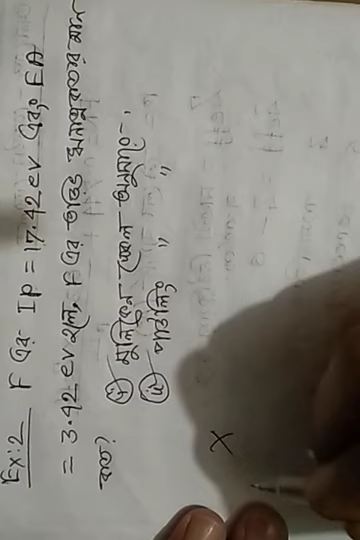 Ex:2 F এর IP = 17.42 ev এবং EA
= 3.42 ev হলে, F এর তড়িৎ ঋনাত্মকতার মান
কত?
(i) মুলিকেন স্কেল অনুসারে,
(ii) পাউলিং " "
X